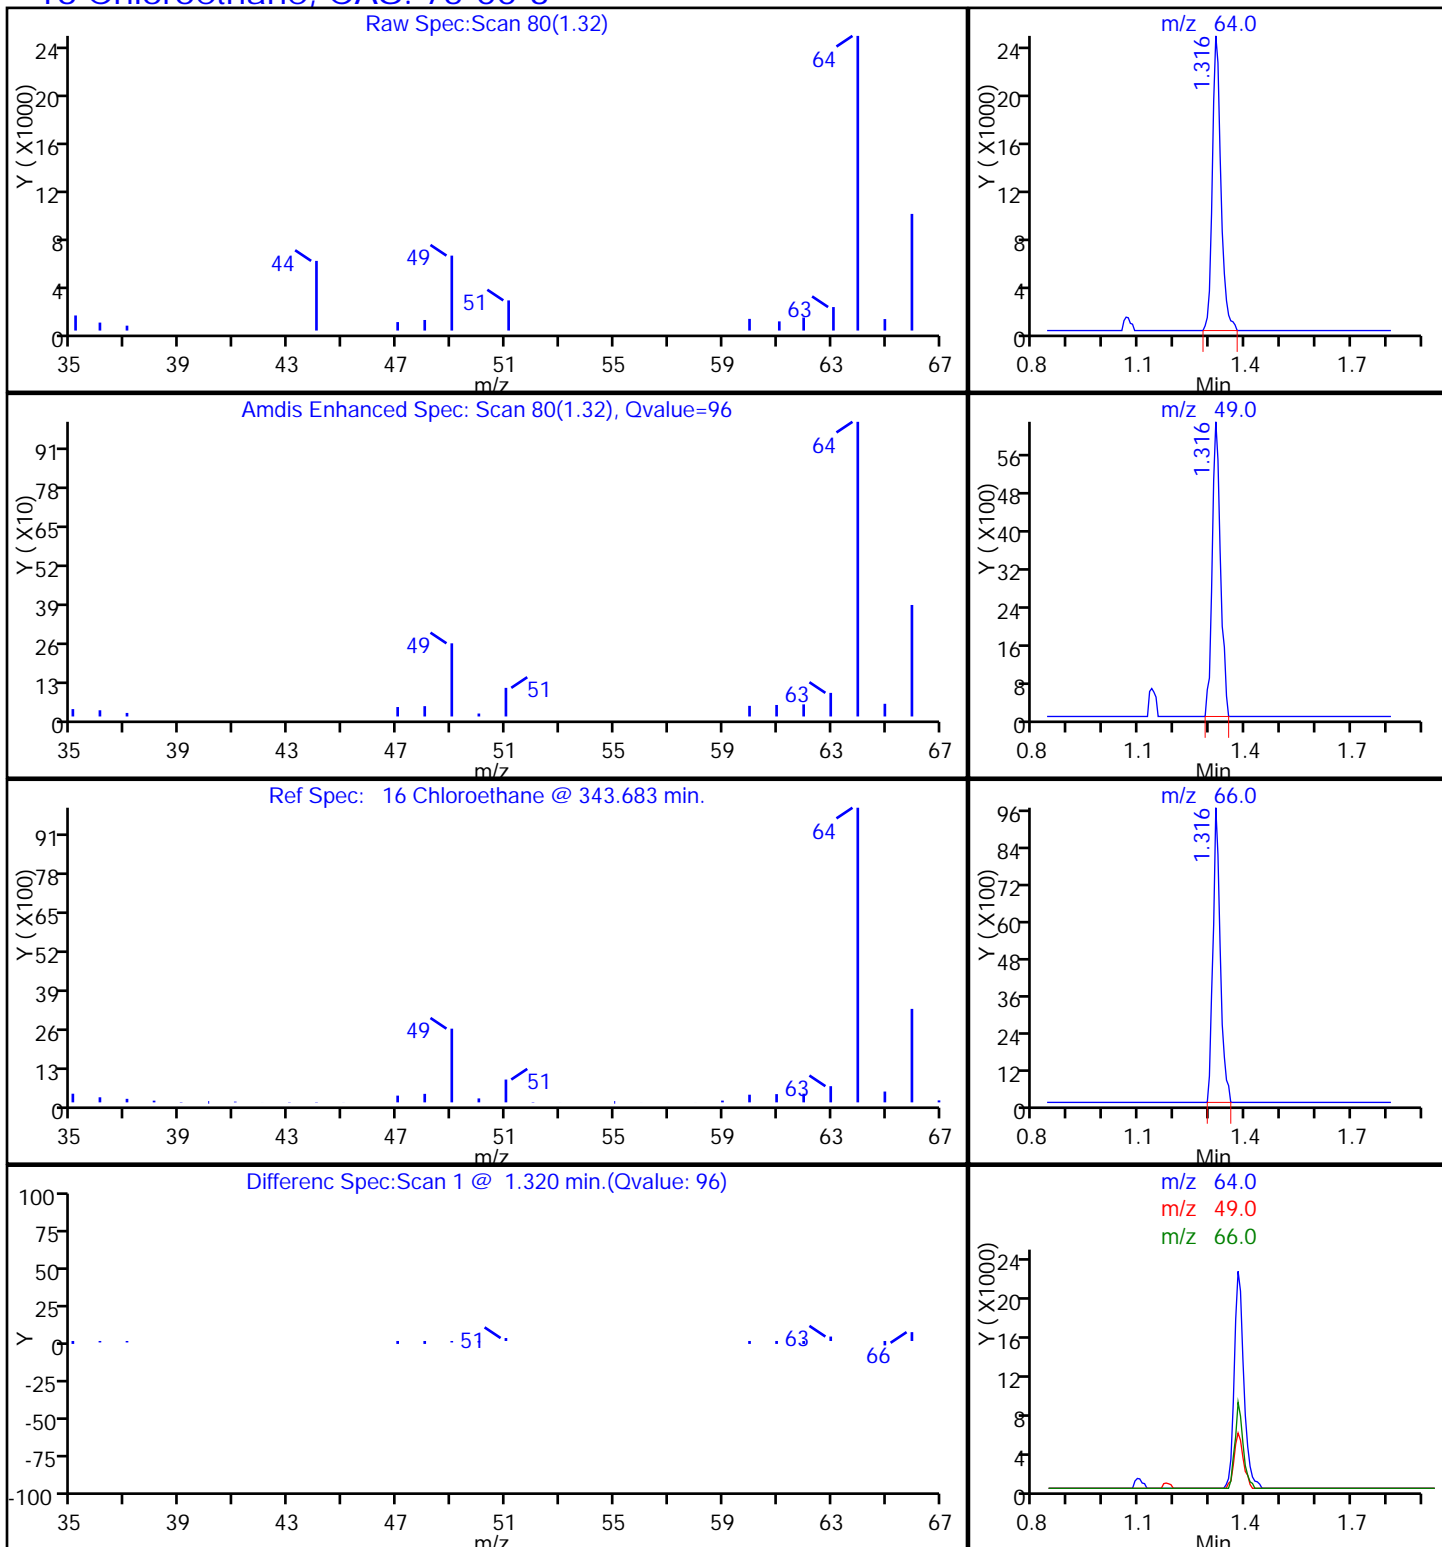 Raw Spec:Scan 80(1.32)
Y ( X1000)
24
20
16
12
8
4
0
64
44
49
51
63
35 39 43 47 51 55 59 63 67
m/z
m/z 64.0
Y ( X1000)
24
20
16
12
8
4
0
1.316
0.8 1.1 1.4 1.7
Min
Amdis Enhanced Spec: Scan 80(1.32), Qvalue=96
Y ( X10)
91
78
65
52
39
26
13
0
64
49
51
63
35 39 43 47 51 55 59 63 67
m/z
m/z 49.0
Y ( X100)
56
48
40
32
24
16
8
0
1.316
0.8 1.1 1.4 1.7
Min
Ref Spec: 16 Chloroethane @ 343.683 min.
Y ( X100)
91
78
65
52
39
26
13
0
64
49
51
63
35 39 43 47 51 55 59 63 67
m/z
m/z 66.0
Y ( X100)
96
84
72
60
48
36
24
12
0
1.316
0.8 1.1 1.4 1.7
Min
Differenc Spec:Scan 1 @ 1.320 min.(Qvalue: 96)
Y
100
75
50
25
0
-25
-50
-75
-100
51
63
66
35 39 43 47 51 55 59 63 67
m/z
m/z 64.0
m/z 49.0
m/z 66.0
Y ( X1000)
24
20
16
12
8
4
0
0.8 1.1 1.4 1.7
Min